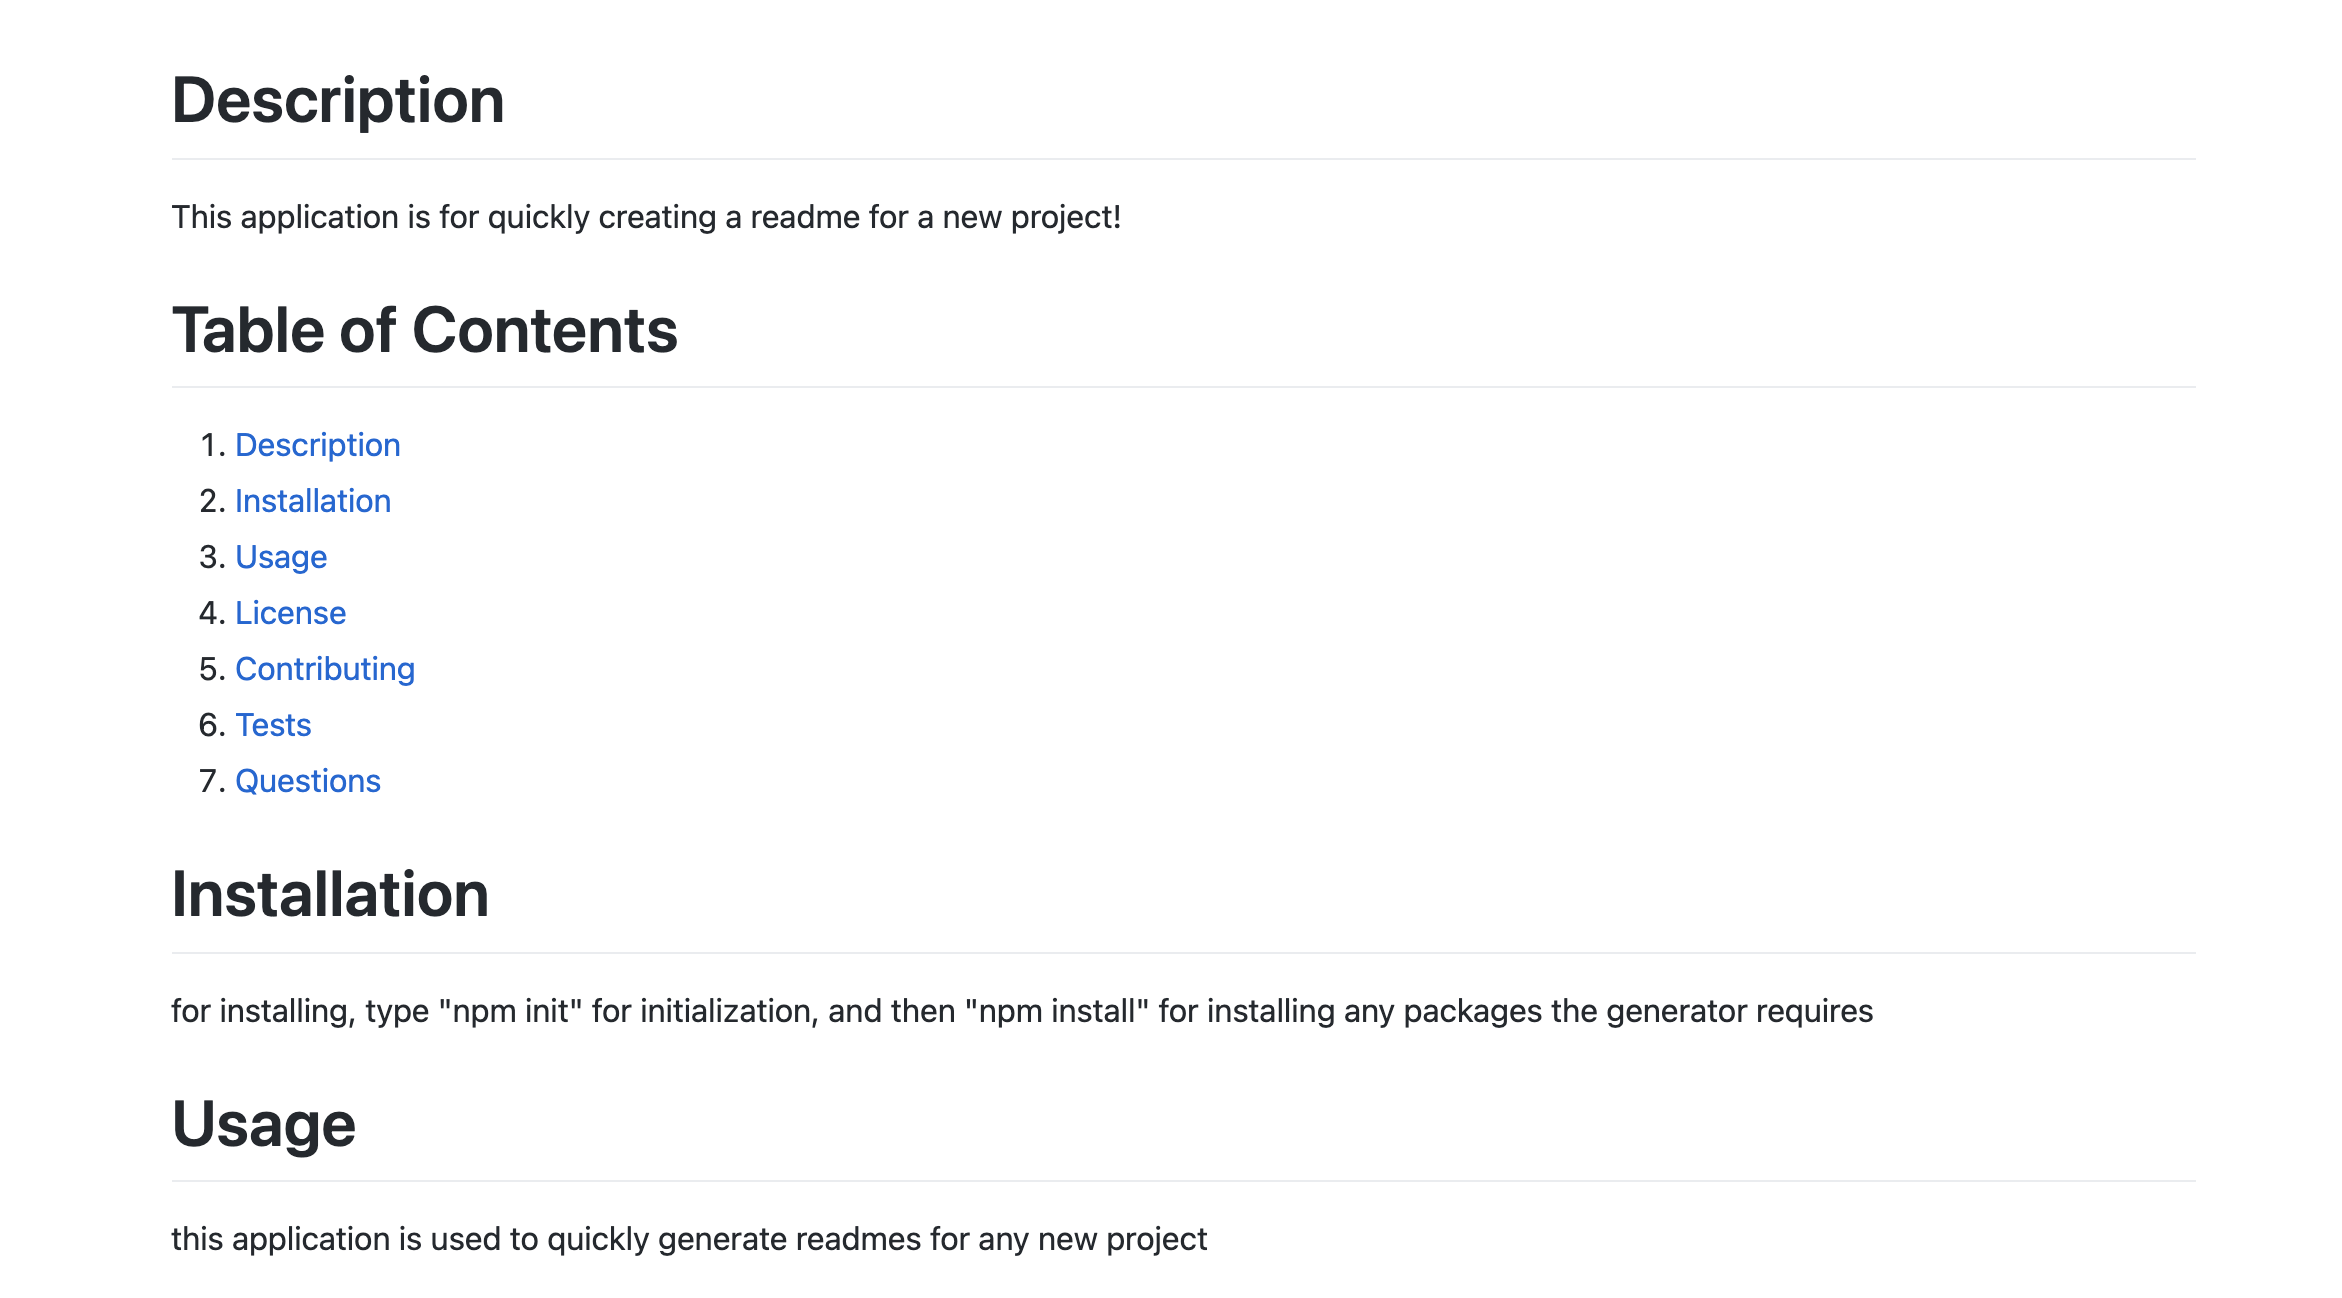 Description
This application is for quickly creating a readme for a new project!
Table of Contents
1. Description
2. Installation
3. Usage
4. License
5. Contributing
6. Tests
7. Questions
Installation
for installing, type "npm init" for initialization, and then "npm install" for installing any packages the generator requires
Usage
this application is used to quickly generate readmes for any new project